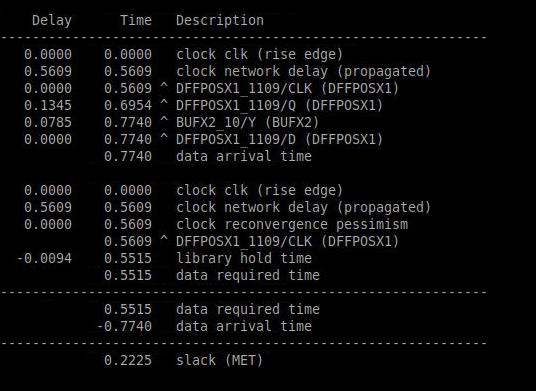 Delay      Time   Description
-------------------------------------------------------------
0.0000    0.0000   clock clk (rise edge)
0.5609    0.5609   clock network delay (propagated)
0.0000    0.5609 ^ DFFPOSX1_1109/CLK (DFFPOSX1)
0.1345    0.6954 ^ DFFPOSX1_1109/Q (DFFPOSX1)
0.0785    0.7740 ^ BUFX2_10/Y (BUFX2)
0.0000    0.7740 ^ DFFPOSX1_1109/D (DFFPOSX1)
0.7740   data arrival time
0.0000    0.0000   clock clk (rise edge)
0.5609    0.5609   clock network delay (propagated)
0.0000    0.5609   clock reconvergence pessimism
0.5609 ^ DFFPOSX1_1109/CLK (DFFPOSX1)
-0.0094    0.5515   library hold time
0.5515   data required time
-------------------------------------------------------------
0.5515   data required time
-0.7740   data arrival time
-------------------------------------------------------------
0.2225   slack (MET)